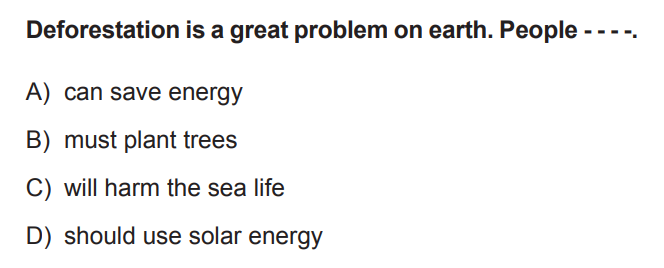 Deforestation is a great problem on earth. People - - - -.
A) can save energy
B) must plant trees
C) will harm the sea life
D) should use solar energy